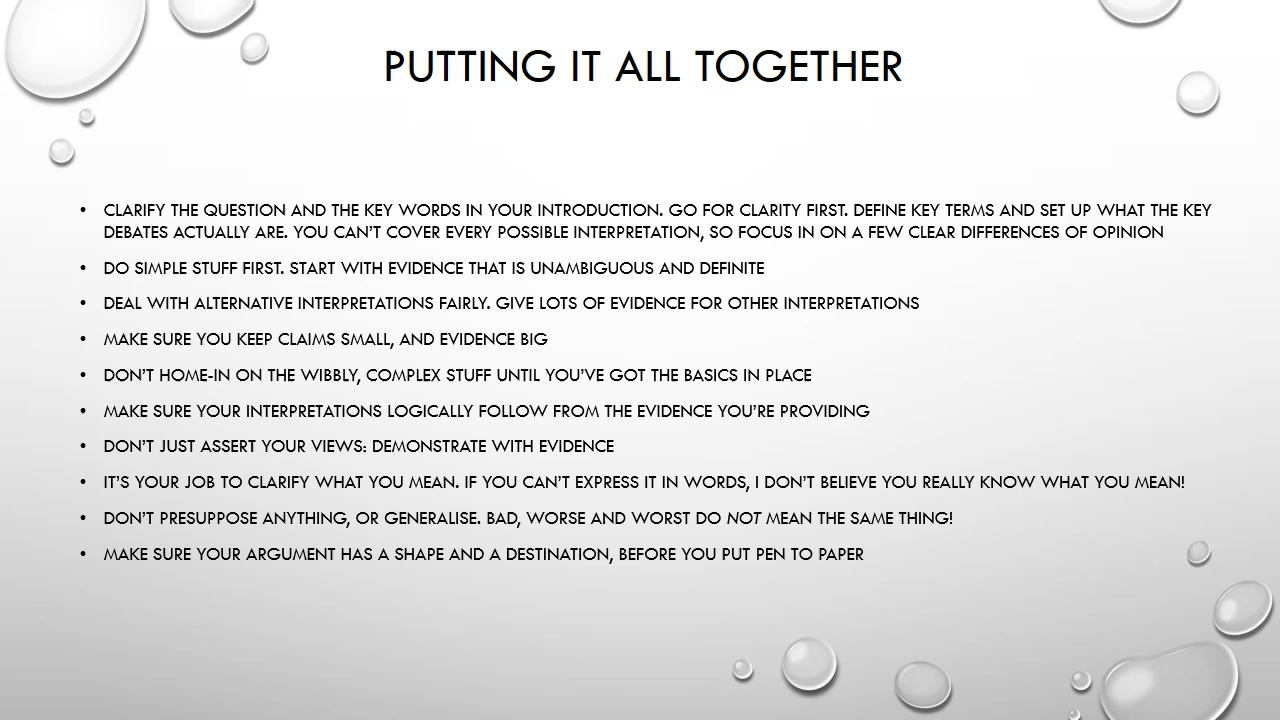 PUTTING IT ALL TOGETHER
• CLARIFY THE QUESTION AND THE KEY WORDS IN YOUR INTRODUCTION. GO FOR CLARITY FIRST. DEFINE KEY TERMS AND SET UP WHAT THE KEY
DEBATES ACTUALLY ARE. YOU CAN’T COVER EVERY POSSIBLE INTERPRETATION, SO FOCUS IN ON A FEW CLEAR DIFFERENCES OF OPINION
• DO SIMPLE STUFF FIRST. START WITH EVIDENCE THAT IS UNAMBIGUOUS AND DEFINITE
• DEAL WITH ALTERNATIVE INTERPRETATIONS FAIRLY. GIVE LOTS OF EVIDENCE FOR OTHER INTERPRETATIONS
• MAKE SURE YOU KEEP CLAIMS SMALL, AND EVIDENCE BIG
• DON’T HOME-IN ON THE WIBBLY, COMPLEX STUFF UNTIL YOU’VE GOT THE BASICS IN PLACE
• MAKE SURE YOUR INTERPRETATIONS LOGICALLY FOLLOW FROM THE EVIDENCE YOU’RE PROVIDING
• DON’T JUST ASSERT YOUR VIEWS: DEMONSTRATE WITH EVIDENCE
• IT’S YOUR JOB TO CLARIFY WHAT YOU MEAN. IF YOU CAN’T EXPRESS IT IN WORDS, I DON’T BELIEVE YOU REALLY KNOW WHAT YOU MEAN!
• DON’T PRESUPPOSE ANYTHING, OR GENERALISE. BAD, WORSE AND WORST DO NOT MEAN THE SAME THING!
• MAKE SURE YOUR ARGUMENT HAS A SHAPE AND A DESTINATION, BEFORE YOU PUT PEN TO PAPER